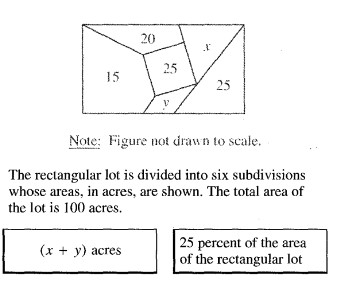 20
x
15
25
25
y
Note: Figure not drawn to scale.
The rectangular lot is divided into six subdivisions
whose areas, in acres, are shown. The total area of
the lot is 100 acres.
(x + y) acres
25 percent of the area
of the rectangular lot